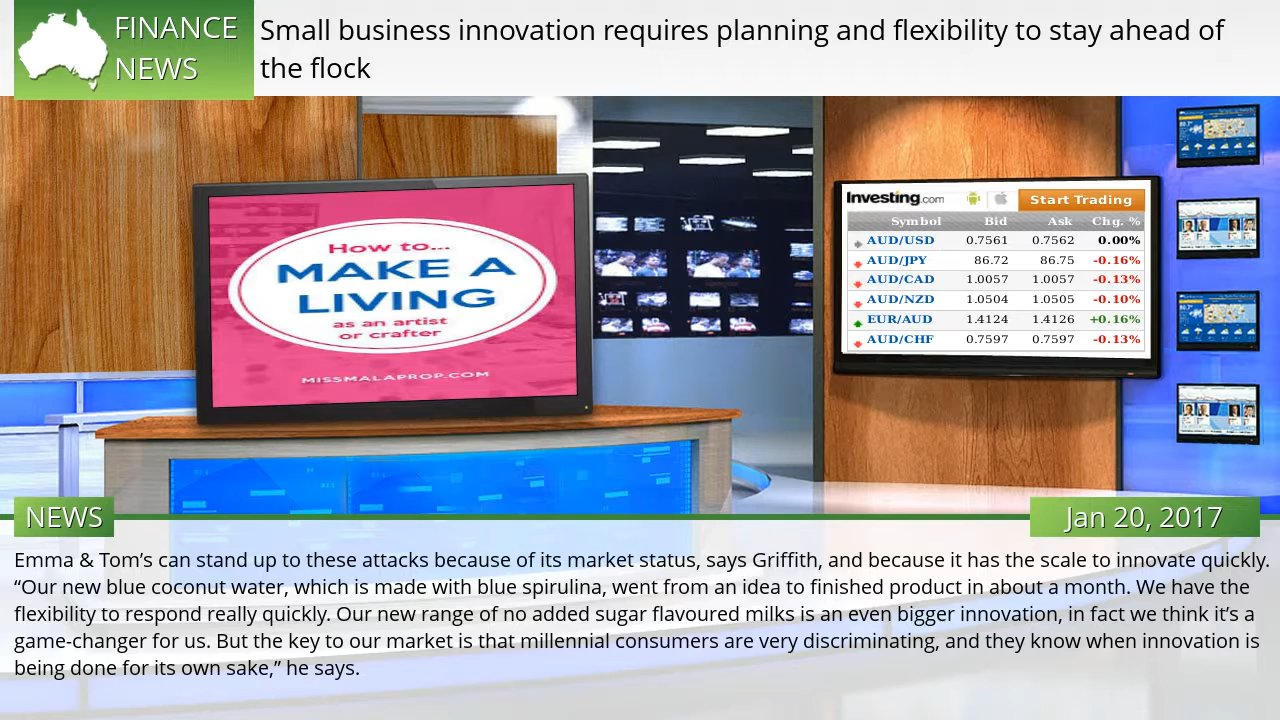 FINANCE
NEWS
Small business innovation requires planning and flexibility to stay ahead of
the flock
How to...
MAKE A
LIVING
as an artist
or crafter
MISSMALAPROP.COM
Investing.com Start Trading
Symbol Bid Ask Chg. %
AUD/USD 0.7561 0.7562 0.00%
AUD/JPY 86.72 86.75 -0.16%
AUD/CAD 1.0057 1.0057 -0.13%
AUD/NZD 1.0504 1.0505 -0.10%
EUR/AUD 1.4124 1.4126 +0.16%
AUD/CHF 0.7597 0.7597 -0.13%
NEWS
Jan 20, 2017
Emma & Tom’s can stand up to these attacks because of its market status, says Griffith, and because it has the scale to innovate quickly.
“Our new blue coconut water, which is made with blue spirulina, went from an idea to finished product in about a month. We have the
flexibility to respond really quickly. Our new range of no added sugar flavoured milks is an even bigger innovation, in fact we think it’s a
game-changer for us. But the key to our market is that millennial consumers are very discriminating, and they know when innovation is
being done for its own sake,” he says.